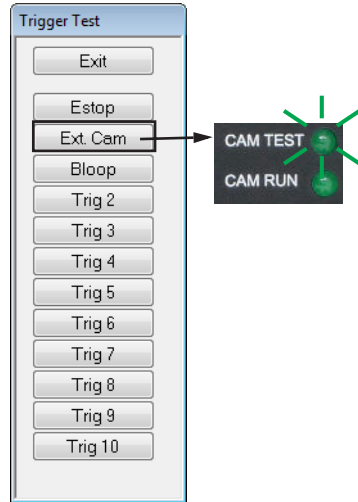 Trigger Test
Exit
Estop
Ext. Cam
Bloop
Trig 2
Trig 3
Trig 4
Trig 5
Trig 6
Trig 7
Trig 8
Trig 9
Trig 10
CAM TEST
CAM RUN